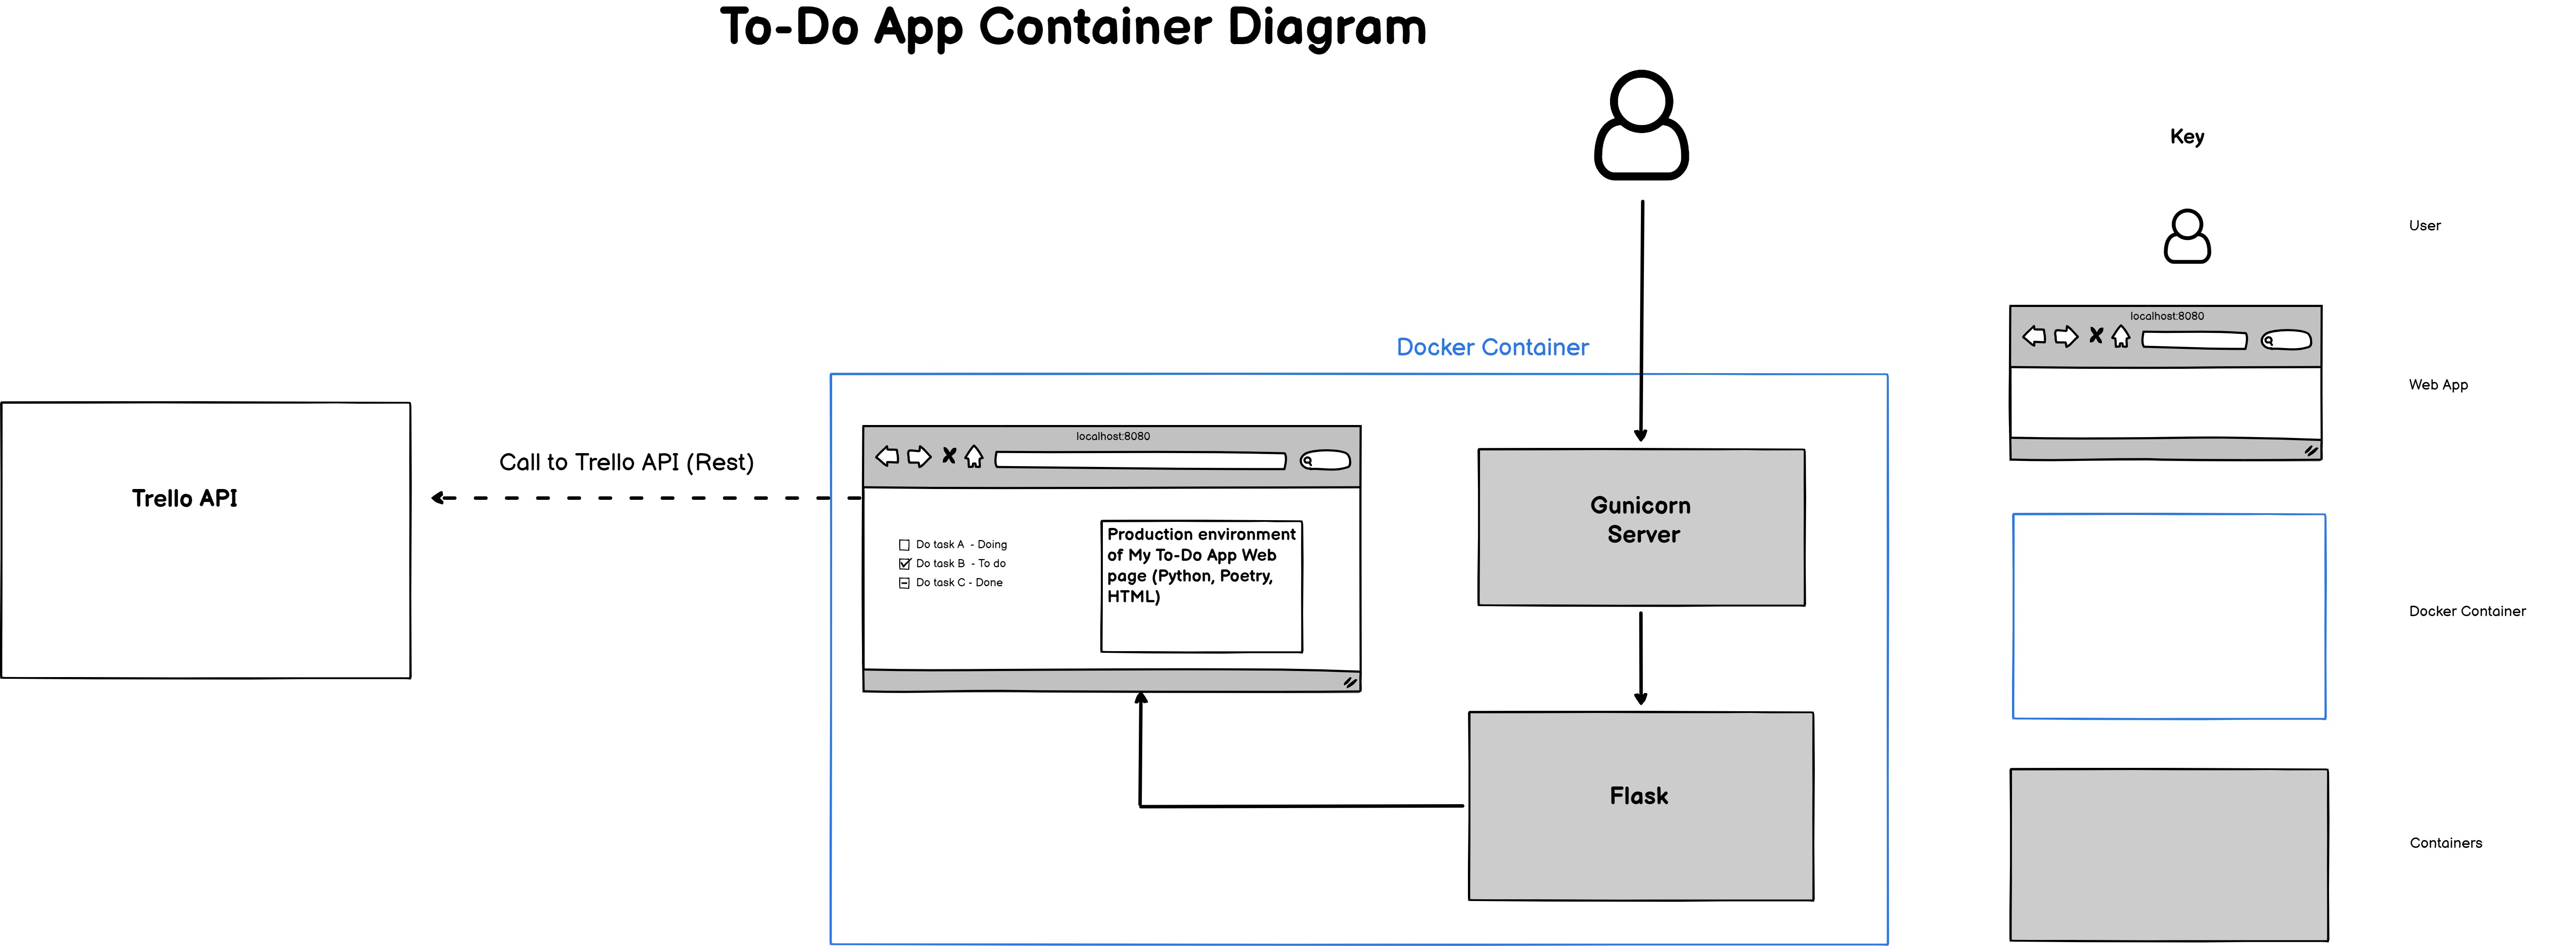 To-Do App Container Diagram
Key
User
localhost:8080
Web App
Docker Container
Containers
Docker Container
Trello API
Call to Trello API (Rest)
localhost:8080
Do task A - Doing
Do task B - To do
Do task C - Done
Production environment
of My To-Do App Web
page (Python, Poetry,
HTML)
Gunicorn
Server
Flask